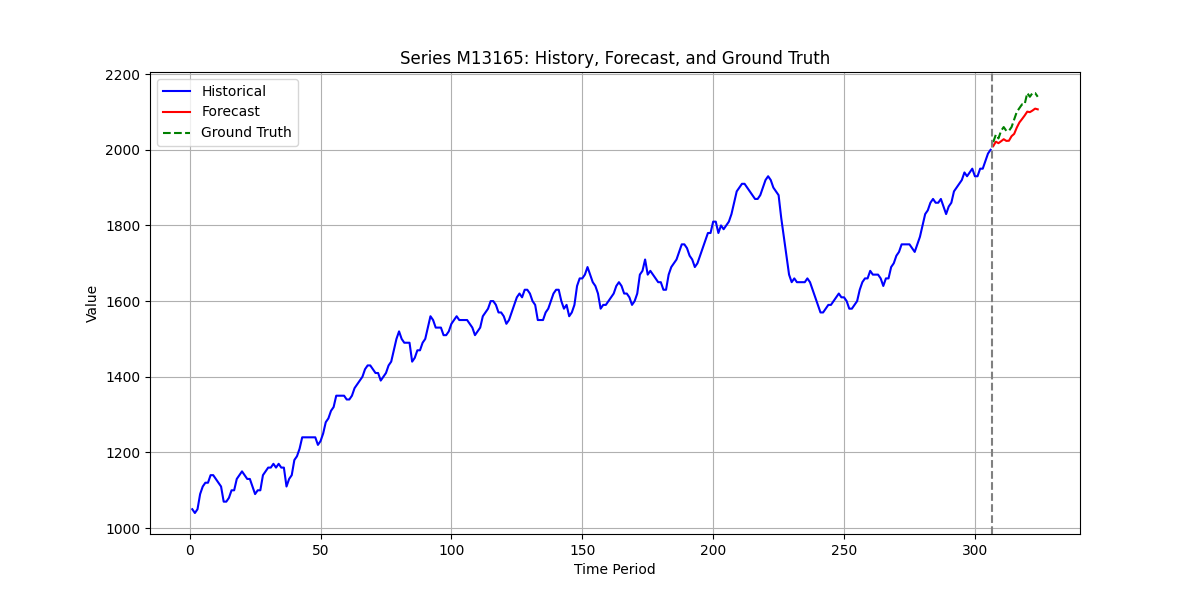 Series M13165: History, Forecast, and Ground Truth
Historical
Forecast
Ground Truth
2200
2000
1800
1600
1400
1200
1000
Value
0 50 100 150 200 250 300
Time Period